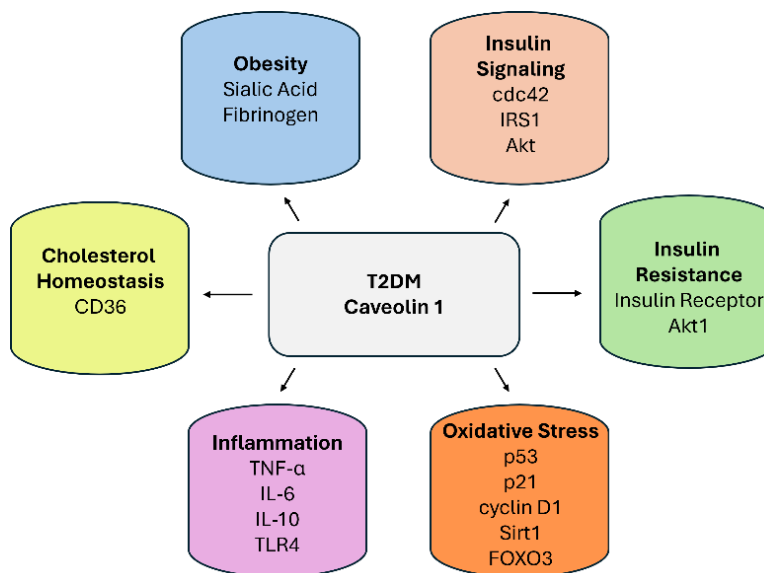 Obesity
Sialic Acid
Fibrinogen
Insulin
Signaling
cdc42
IRS1
Akt
Cholesterol
Homeostasis
CD36
T2DM
Caveolin 1
Insulin
Resistance
Insulin Receptor
Akt1
Inflammation
TNF-α
IL-6
IL-10
TLR4
Oxidative Stress
p53
p21
cyclin D1
Sirt1
FOXO3